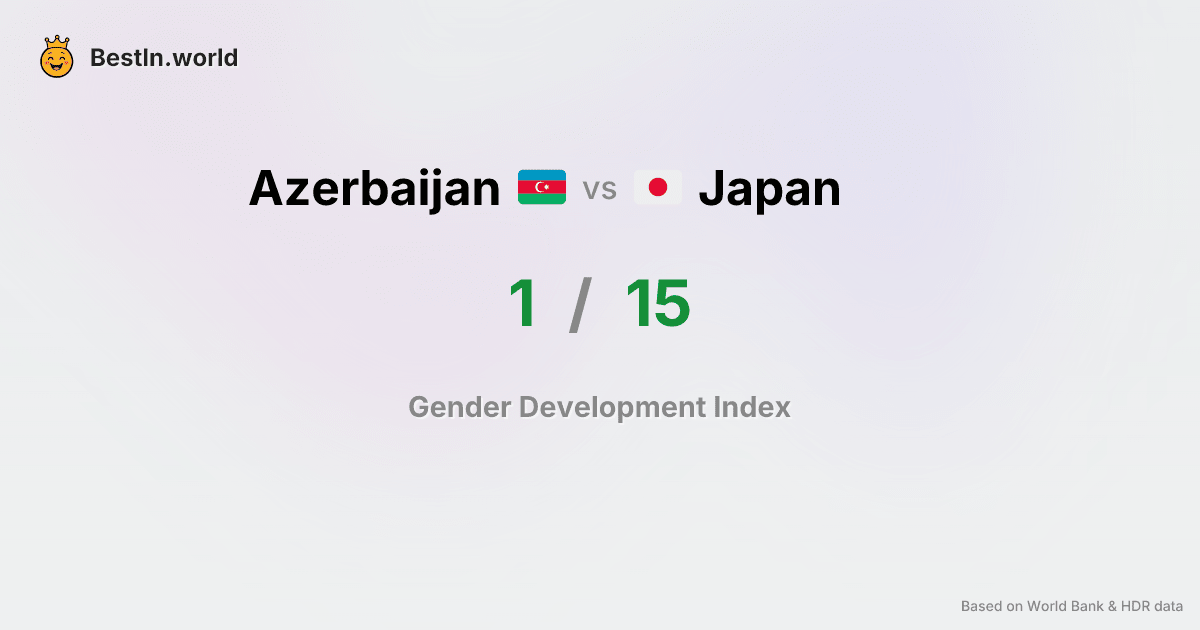 BestIn.world
Azerbaijan vs Japan
1 / 15
Gender Development Index
Based on World Bank & HDR data